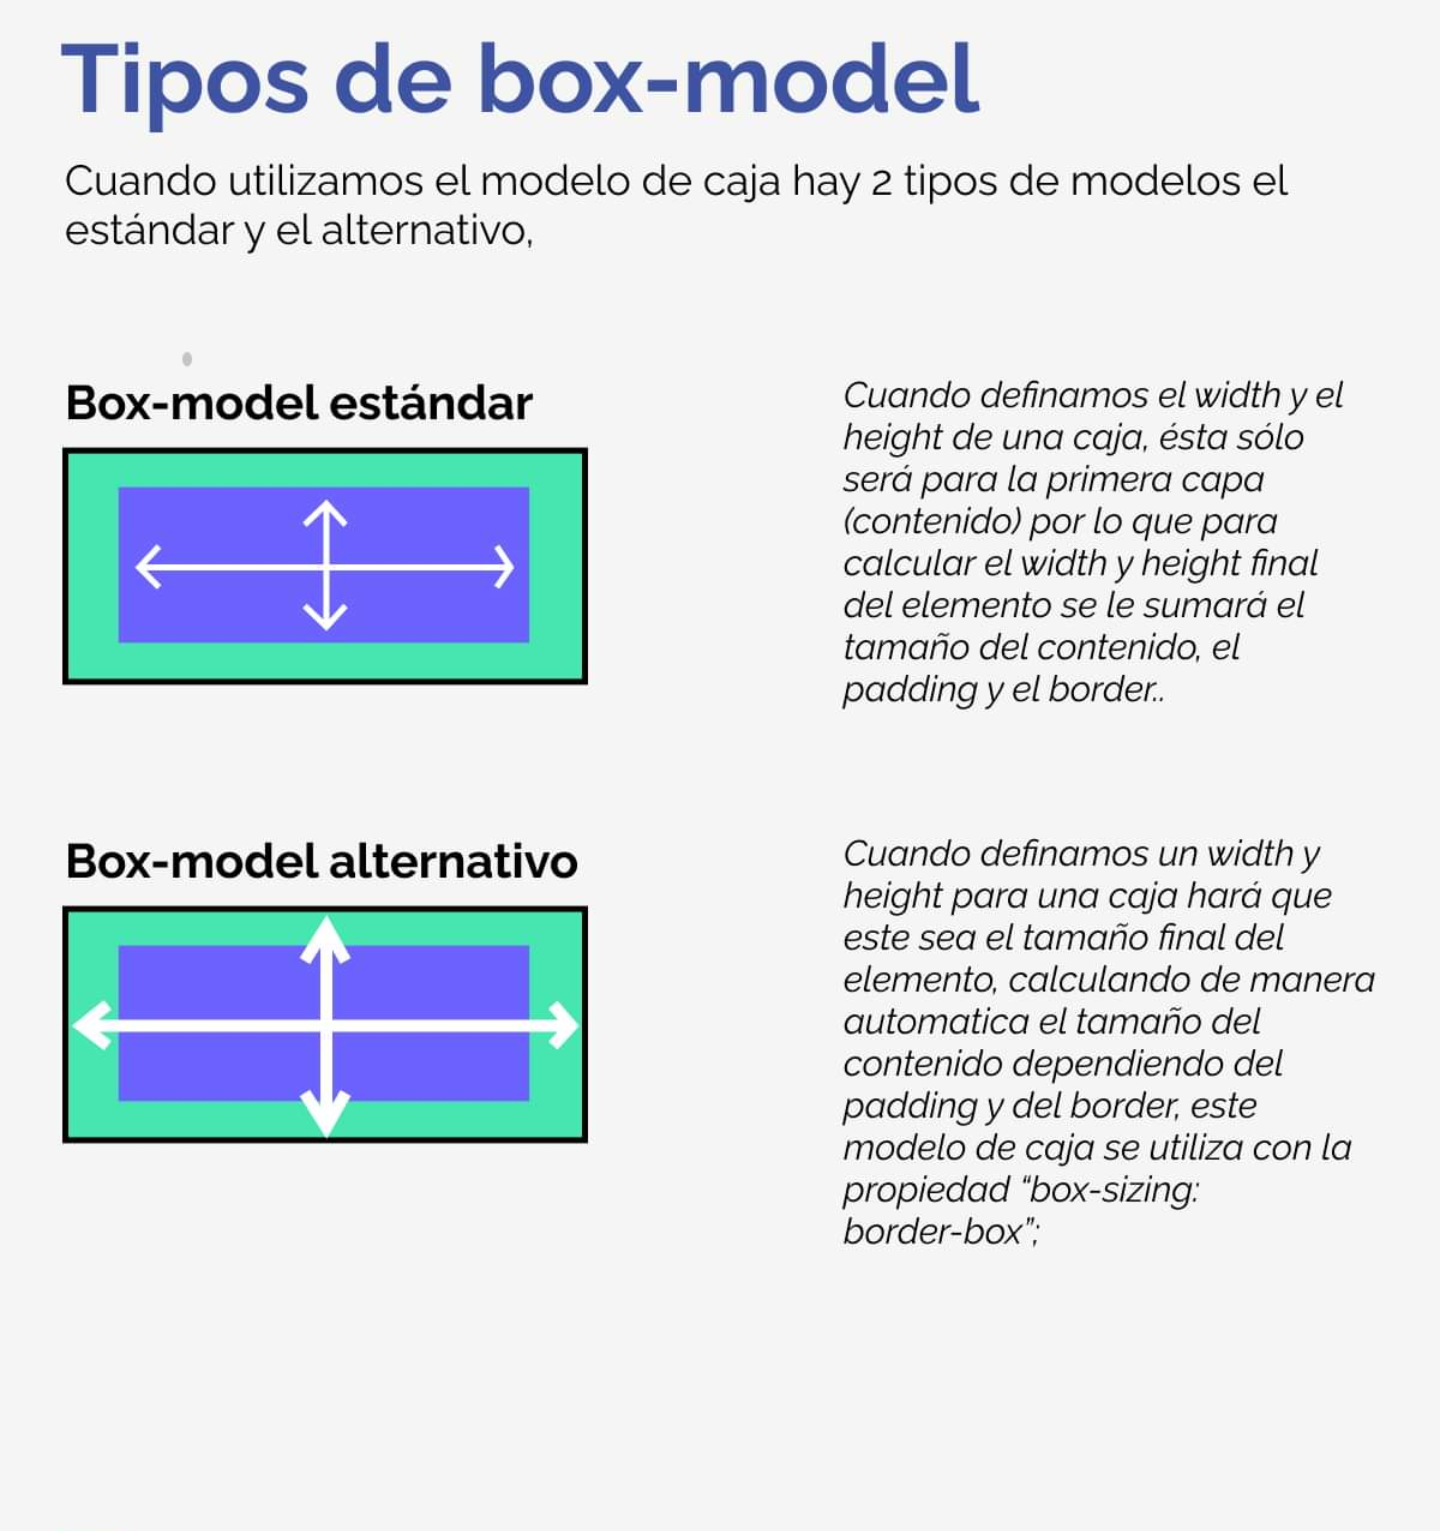 Tipos de box-model
Cuando utilizamos el modelo de caja hay 2 tipos de modelos el
estándar y el alternativo,
Box-model estándar
Cuando definamos el width y el
height de una caja, ésta sólo
será para la primera capa
(contenido) por lo que para
calcular el width y height final
del elemento se le sumará el
tamaño del contenido, el
padding y el border..
Box-model alternativo
Cuando definamos un width y
height para una caja hará que
este sea el tamaño final del
elemento, calculando de manera
automatica el tamaño del
contenido dependiendo del
padding y del border, este
modelo de caja se utiliza con la
propiedad “box-sizing:
border-box”;